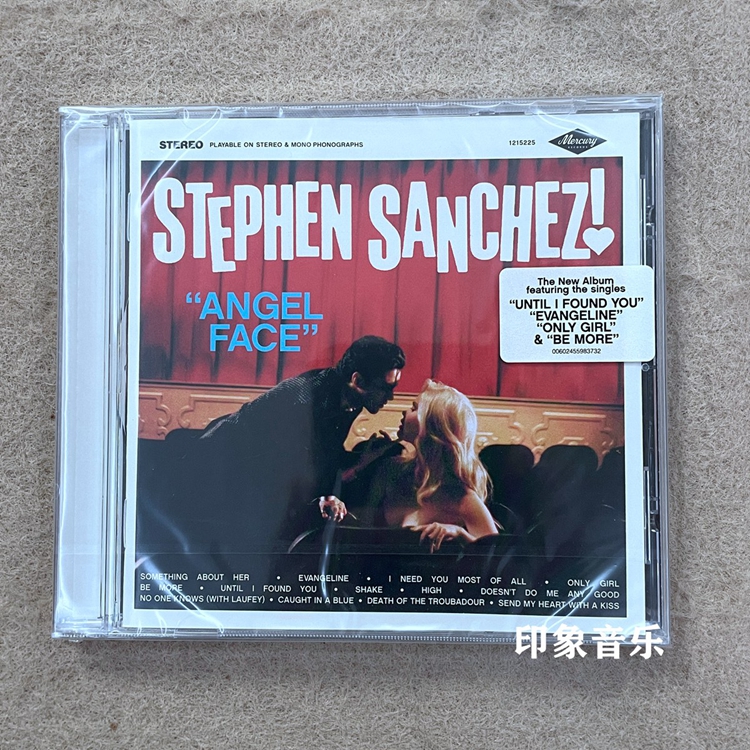 STEREO PLAYABLE ON STEREO & MONO PHONOGRAPHS 1215225 Mercury
RECORDS
STEPHEN SANCHEZ!
"ANGEL
FACE"
The New Album
featuring the singles
"UNTIL I FOUND YOU"
"EVANGELINE"
"ONLY GIRL"
& "BE MORE"
00602455983732
SOMETHING ABOUT HER • EVANGELINE • I NEED YOU MOST OF ALL • ONLY GIRL
BE MORE • UNTIL I FOUND YOU • SHAKE • HIGH • DOESN'T DO ME ANY GOOD
NO ONE KNOWS (WITH LAUFEY) • CAUGHT IN A BLUE • DEATH OF THE TROUBADOUR • SEND MY HEART WITH A KISS
印象音乐